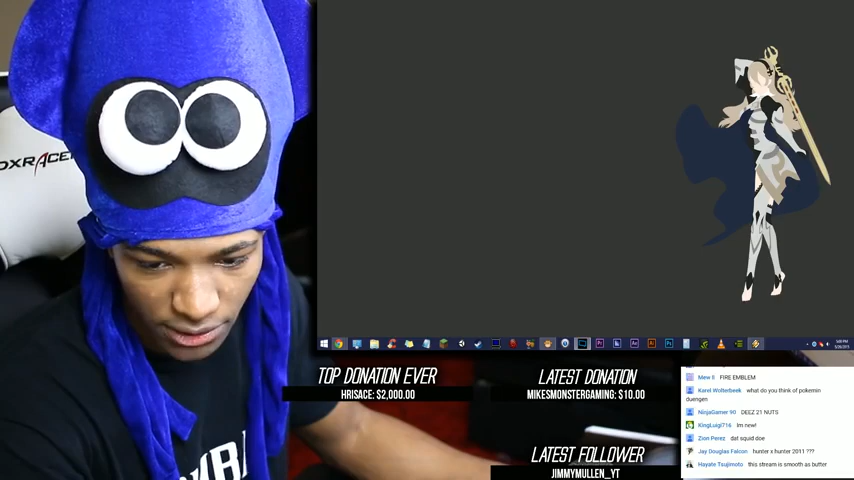 DXRACER
TOP DONATION EVER
HRISACE: $2,000.00
LATEST DONATION
MIKESMONSTERGAMING: $10.00
LATEST FOLLOWER
JIMMYMULLEN_YT
Mew II FIRE EMBLEM
Karel Wolterbeek what do you think of pokemin
duengen
NinjaGamer 90 DEEZ 21 NUTS
KingLuigi716 Im new!
Zion Perez dat squid doe
Jay Douglas Falcon hunter x hunter 2011 ???
Hayate Tsujimoto this stream is smooth as butter